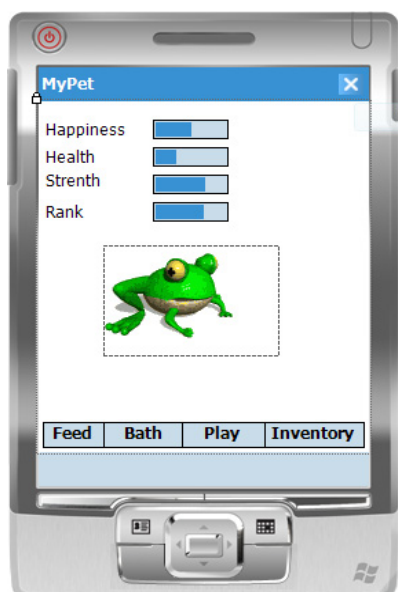 MyPet
Happiness
Health
Strenth
Rank
Feed Bath Play Inventory